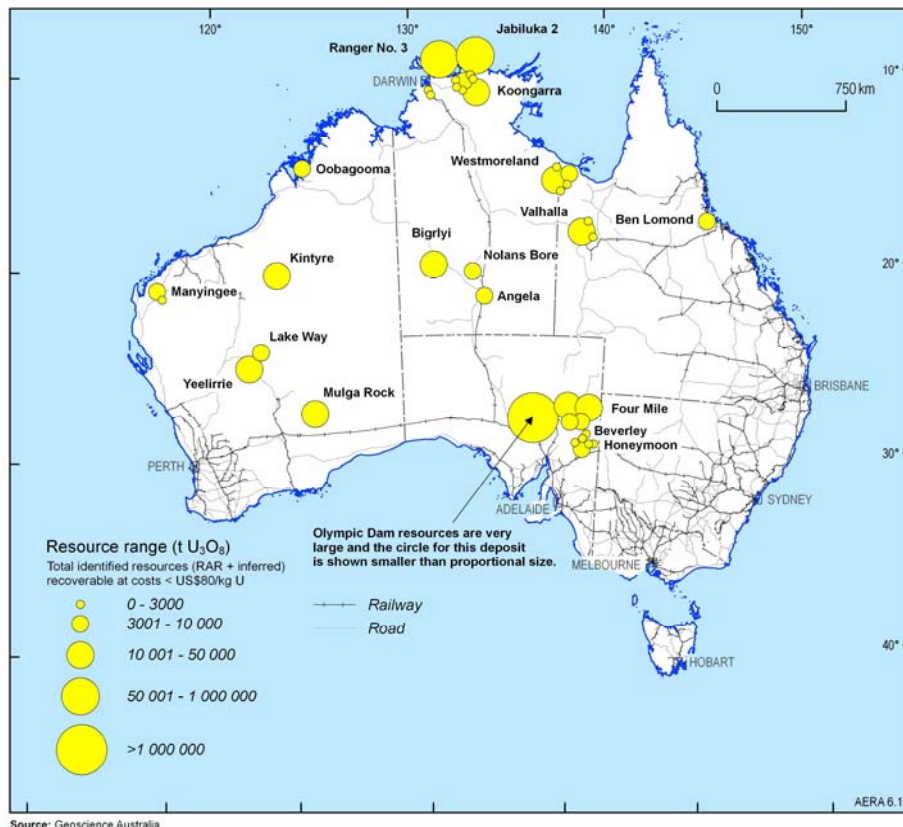 120°
130°
140°
150°
Jabiluka 2
Ranger No. 3
DARWIN
10°
Koongarra
0
750 km
Westmoreland
Oobagooma
Valhalla
Ben Lomond
Bigrlyi
Nolans Bore
20°
Kintyre
Manyingee
Angela
Lake Way
Yeelirrie
BRISBANE
Mulga Rock
Four Mile
Beverley
Honeymoon
PERTH
30°
ADELAIDE
SYDNEY
Olympic Dam resources are very
large and the circle for this deposit
is shown smaller than proportional size.
MELBOURNE
Resource range (t U₃O₈)
Total identified resources (RAR + inferred)
recoverable at costs < US$80/kg U
0 - 3000
3001 - 10 000
10 001 - 50 000
50 001 - 1 000 000
>1 000 000
Railway
Road
40°
HOBART
AERA 6.1
Source: Geoscience Australia